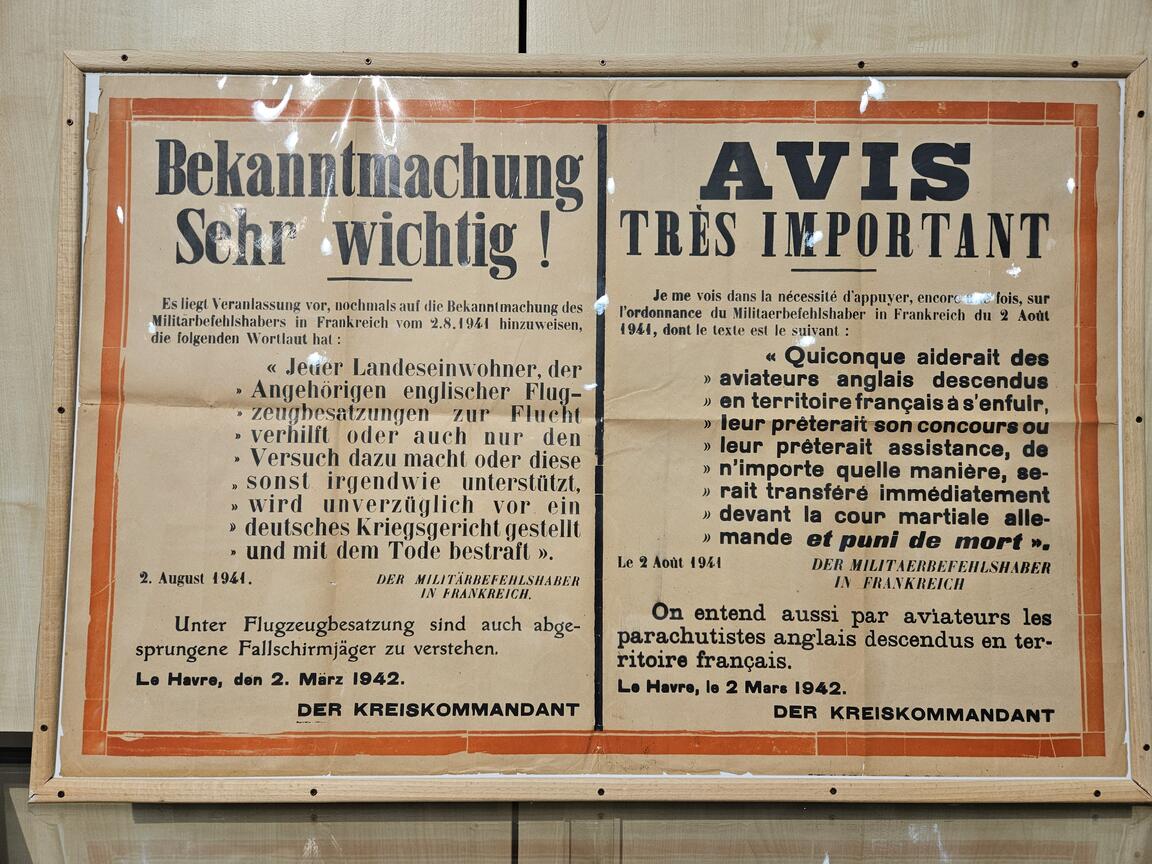 Bekanntmachung
Sehr wichtig !
Es liegt Veranlassung vor, nochmals auf die Bekanntmachung des
Militärbefehlshabers in Frankreich vom 2.8.1941 hinzuweisen,
die folgenden Wortlaut hat :
« Jeder Landeseinwohner, der
» Angehörigen englischer Flug-
» zeugbesatzungen zur Flucht
» verhilft oder auch nur den
» Versuch dazu macht oder diese
» sonst irgendwie unterstützt,
» wird unverzüglich vor ein
» deutsches Kriegsgericht gestellt
» und mit dem Tode bestraft ».
2. August 1941.
DER MILITÄRBEFEHLSHABER
IN FRANKREICH.
Unter Flugzeugbesatzung sind auch abge-
sprungene Fallschirmjäger zu verstehen.
Le Havre, den 2. März 1942.
DER KREISKOMMANDANT
AVIS
TRÈS IMPORTANT
Je me vois dans la nécessité d'appuyer, encore une fois, sur
l'ordonnance du Militaerbefehlshaber in Frankreich du 2 Août
1941, dont le texte est le suivant :
« Quiconque aiderait des
» aviateurs anglais descendus
» en territoire français à s'enfuir,
» leur prêterait son concours ou
» leur prêterait assistance, de
» n'importe quelle manière, se-
» rait transféré immédiatement
» devant la cour martiale alle-
» mande et puni de mort ».
Le 2 Août 1941
DER MILITAERBEFEHLSHABER
IN FRANKREICH
On entend aussi par aviateurs les
parachutistes anglais descendus en ter-
ritoire français.
Le Havre, le 2 Mars 1942.
DER KREISKOMMANDANT